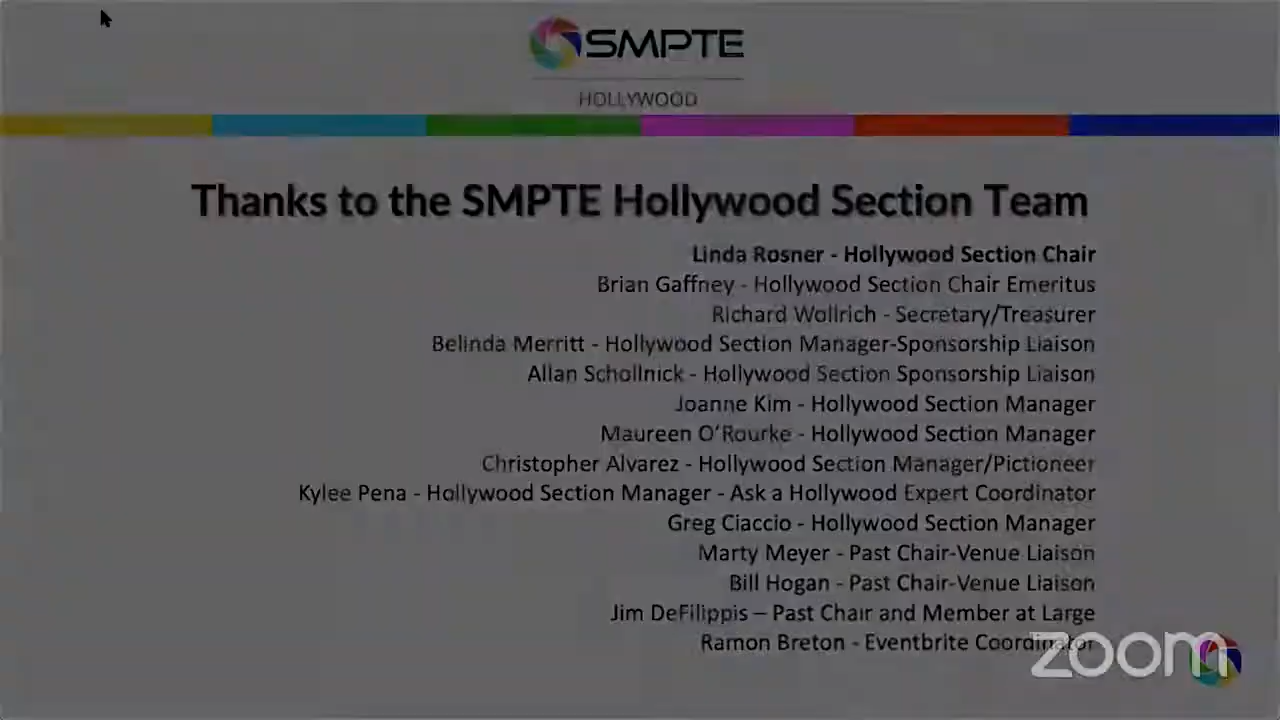 SMPTE
HOLLYWOOD
Thanks to the SMPTE Hollywood Section Team
Linda Rosner - Hollywood Section Chair
Brian Gaffney - Hollywood Section Chair Emeritus
Richard Wollrich - Secretary/Treasurer
Belinda Merritt - Hollywood Section Manager-Sponsorship Liaison
Allan Schollnick - Hollywood Section Sponsorship Liaison
Joanne Kim - Hollywood Section Manager
Maureen O’Rourke - Hollywood Section Manager
Christopher Alvarez - Hollywood Section Manager/Pictioneer
Kylee Pena - Hollywood Section Manager - Ask a Hollywood Expert Coordinator
Greg Ciaccio - Hollywood Section Manager
Marty Meyer - Past Chair-Venue Liaison
Bill Hogan - Past Chair-Venue Liaison
Jim DeFilippis – Past Chair and Member at Large
Ramon Breton - Eventbrite Coordinator
zoom